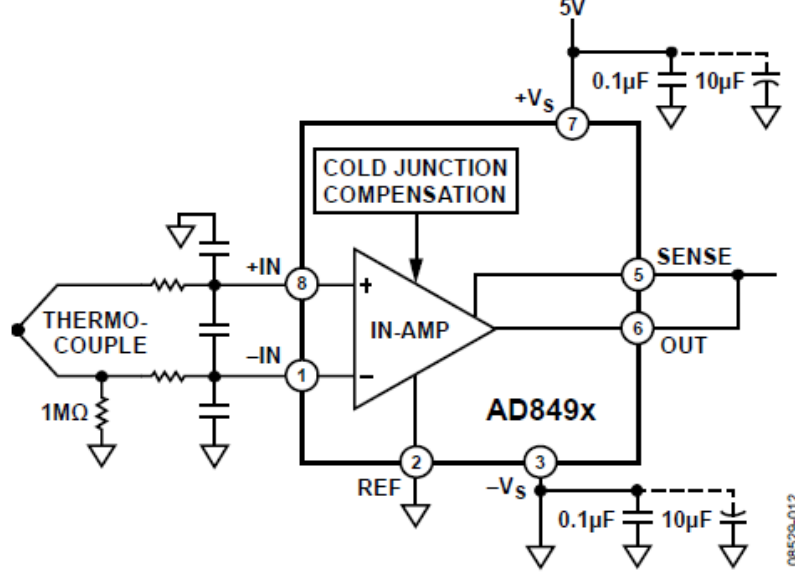 5V
0.1µF
10µF
+VS
7
COLD JUNCTION
COMPENSATION
+IN
8
+
5
SENSE
THERMO-
COUPLE
IN-AMP
6
OUT
–IN
1
–
1MΩ
AD849x
2
3
REF
–VS
0.1µF
10µF
08529-012